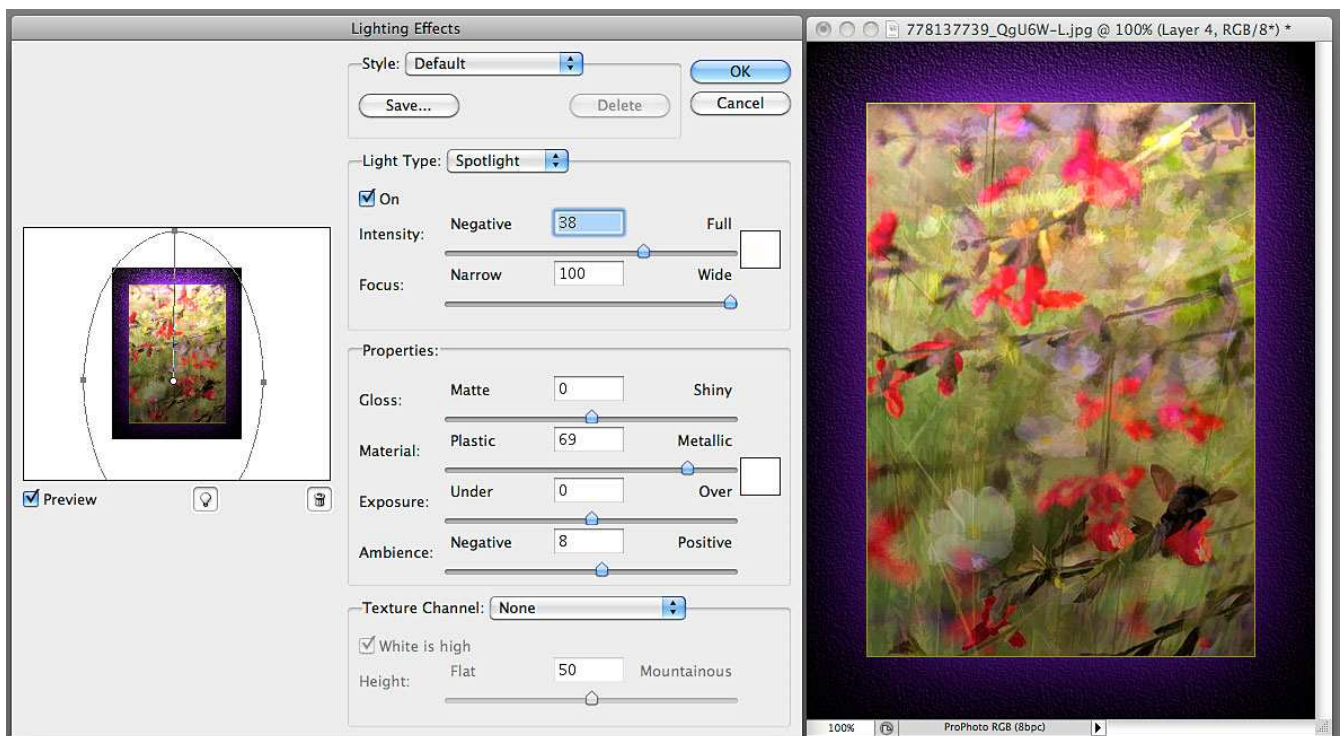 Lighting Effects
Style: Default
OK
Save...
Delete
Cancel
Light Type: Spotlight
On
Intensity:
Negative
38
Full
Focus:
Narrow
100
Wide
Properties:
Gloss:
Matte
0
Shiny
Material:
Plastic
69
Metallic
Exposure:
Under
0
Over
Ambience:
Negative
8
Positive
Texture Channel: None
White is high
Height:
Flat
50
Mountainous
Preview
778137739_QgU6W-L.jpg @ 100% (Layer 4, RGB/8*) *
100%
ProPhoto RGB (8bpc)